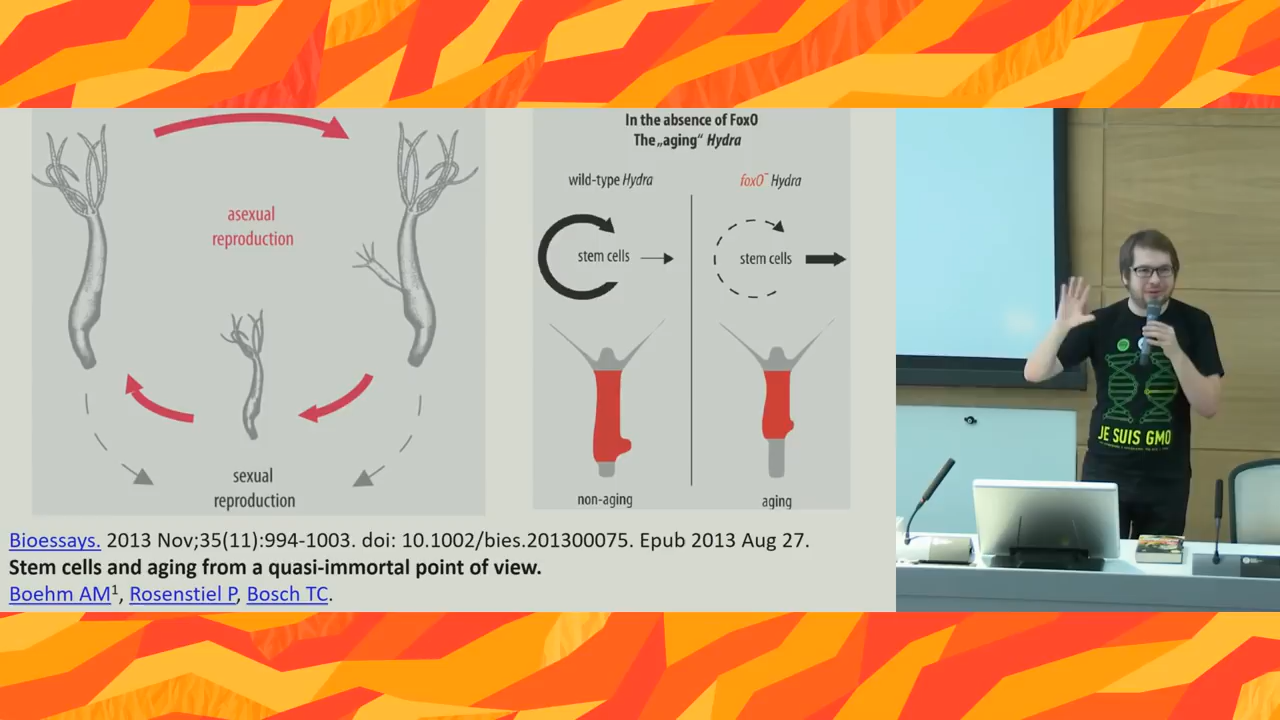 asexual
reproduction
sexual
reproduction
In the absence of FoxO
The „aging“ Hydra
wild-type Hydra
foxO⁻ Hydra
stem cells
stem cells
non-aging
aging
Bioessays. 2013 Nov;35(11):994-1003. doi: 10.1002/bies.201300075. Epub 2013 Aug 27.
Stem cells and aging from a quasi-immortal point of view.
Boehm AM¹, Rosenstiel P, Bosch TC.
JE SUIS GMO